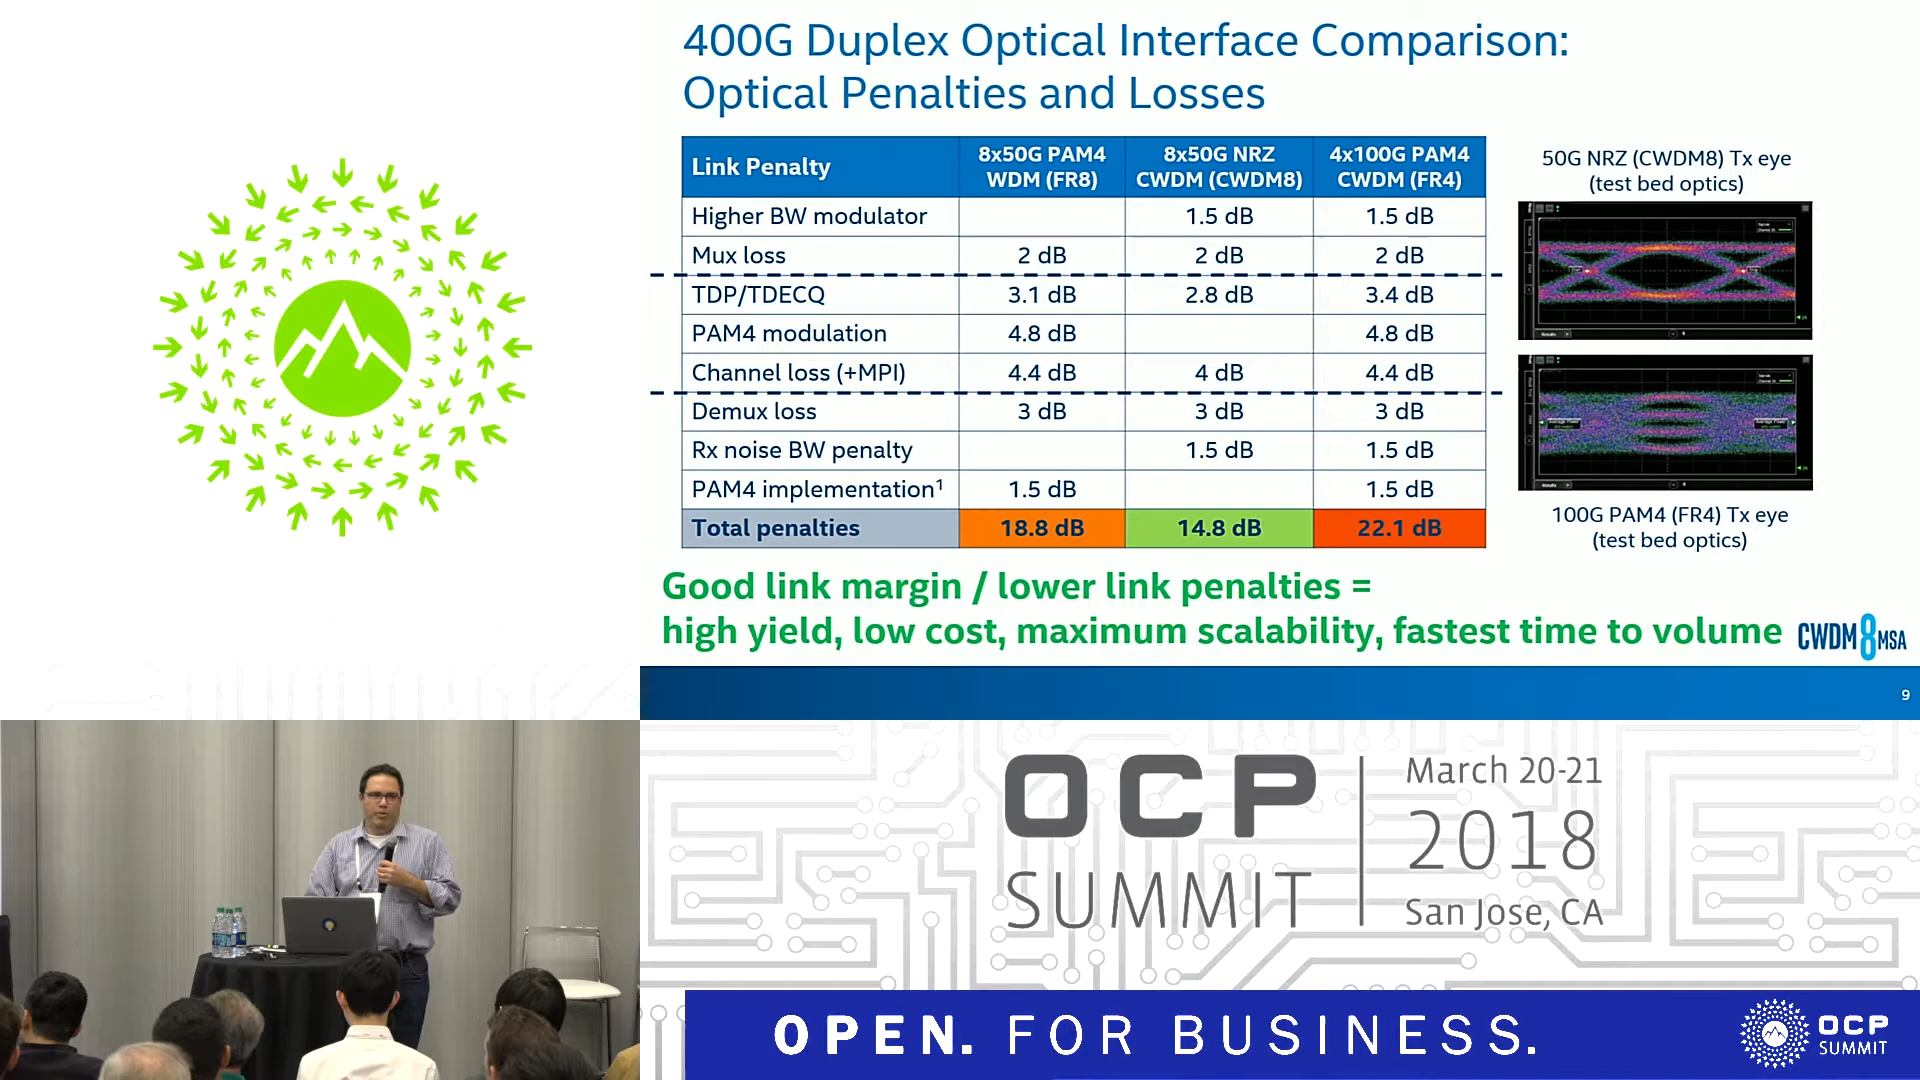 400G Duplex Optical Interface Comparison:
Optical Penalties and Losses
Link Penalty 8x50G PAM4 WDM (FR8) 8x50G NRZ CWDM (CWDM8) 4x100G PAM4 CWDM (FR4)
Higher BW modulator 1.5 dB 1.5 dB
Mux loss 2 dB 2 dB 2 dB
TDP/TDECQ 3.1 dB 2.8 dB 3.4 dB
PAM4 modulation 4.8 dB 4.8 dB
Channel loss (+MPI) 4.4 dB 4 dB 4.4 dB
Demux loss 3 dB 3 dB 3 dB
Rx noise BW penalty 1.5 dB 1.5 dB
PAM4 implementation¹ 1.5 dB 1.5 dB
Total penalties 18.8 dB 14.8 dB 22.1 dB
50G NRZ (CWDM8) Tx eye
(test bed optics)
100G PAM4 (FR4) Tx eye
(test bed optics)
Good link margin / lower link penalties =
high yield, low cost, maximum scalability, fastest time to volume
CWDM8 MSA
9
OCP
SUMMIT
March 20-21
2018
San Jose, CA
OPEN. FOR BUSINESS.
OCP
SUMMIT